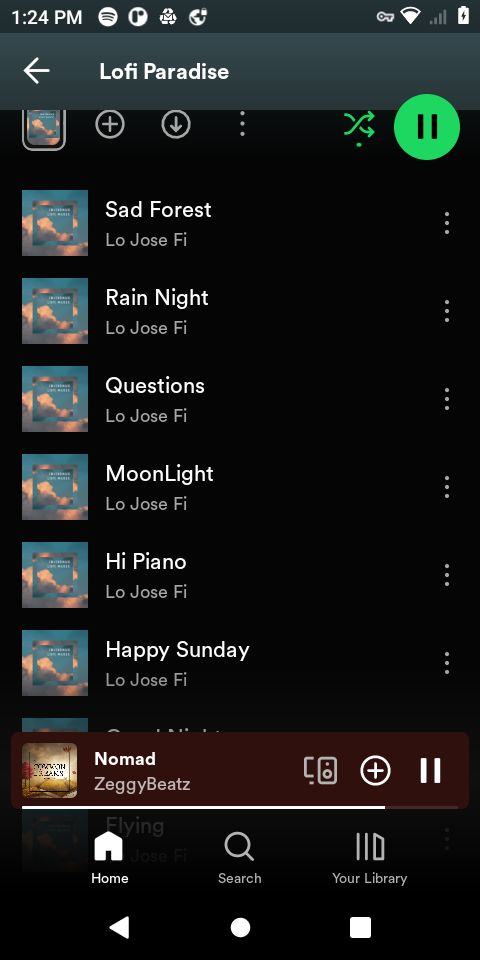 1:24 PM
Lofi Paradise
Sad Forest
Lo Jose Fi
Rain Night
Lo Jose Fi
Questions
Lo Jose Fi
MoonLight
Lo Jose Fi
Hi Piano
Lo Jose Fi
Happy Sunday
Lo Jose Fi
Good Night
Nomad
ZeggyBeatz
Flying
Lo Jose Fi
Home
Search
Your Library